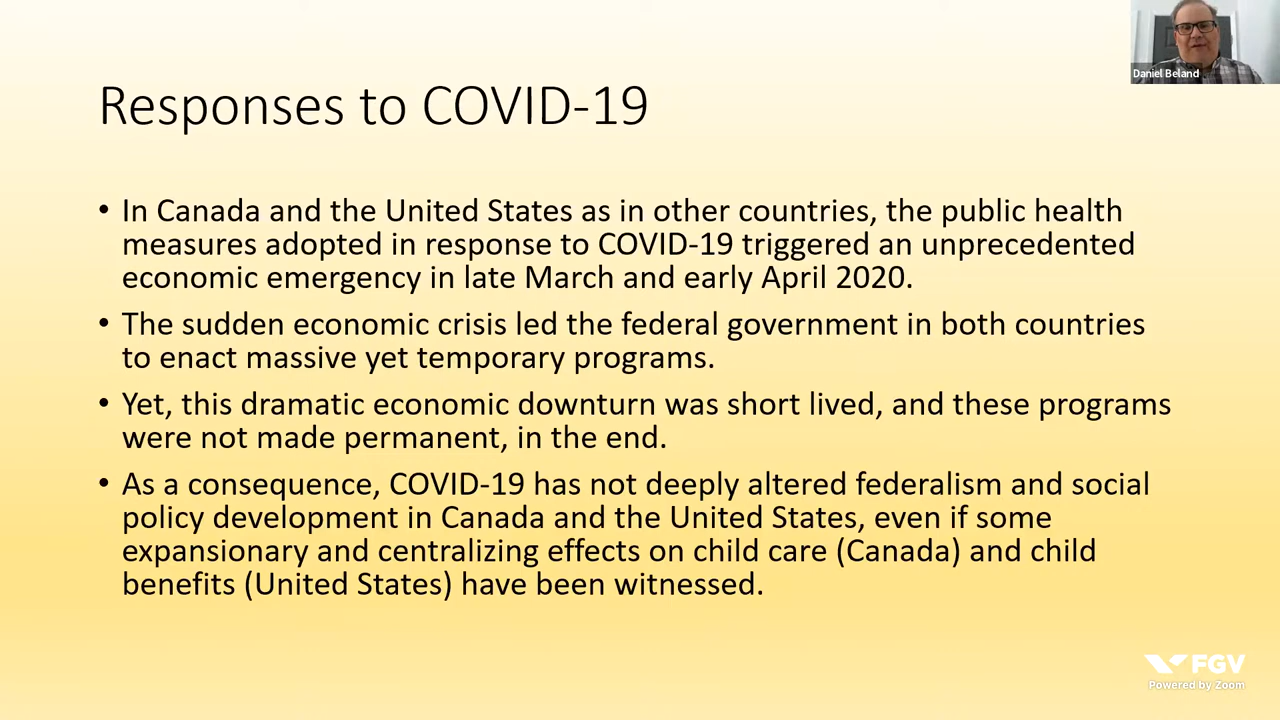 Daniel Beland
Responses to COVID-19
• In Canada and the United States as in other countries, the public health
measures adopted in response to COVID-19 triggered an unprecedented
economic emergency in late March and early April 2020.
• The sudden economic crisis led the federal government in both countries
to enact massive yet temporary programs.
• Yet, this dramatic economic downturn was short lived, and these programs
were not made permanent, in the end.
• As a consequence, COVID-19 has not deeply altered federalism and social
policy development in Canada and the United States, even if some
expansionary and centralizing effects on child care (Canada) and child
benefits (United States) have been witnessed.
FGV
Powered by Zoom